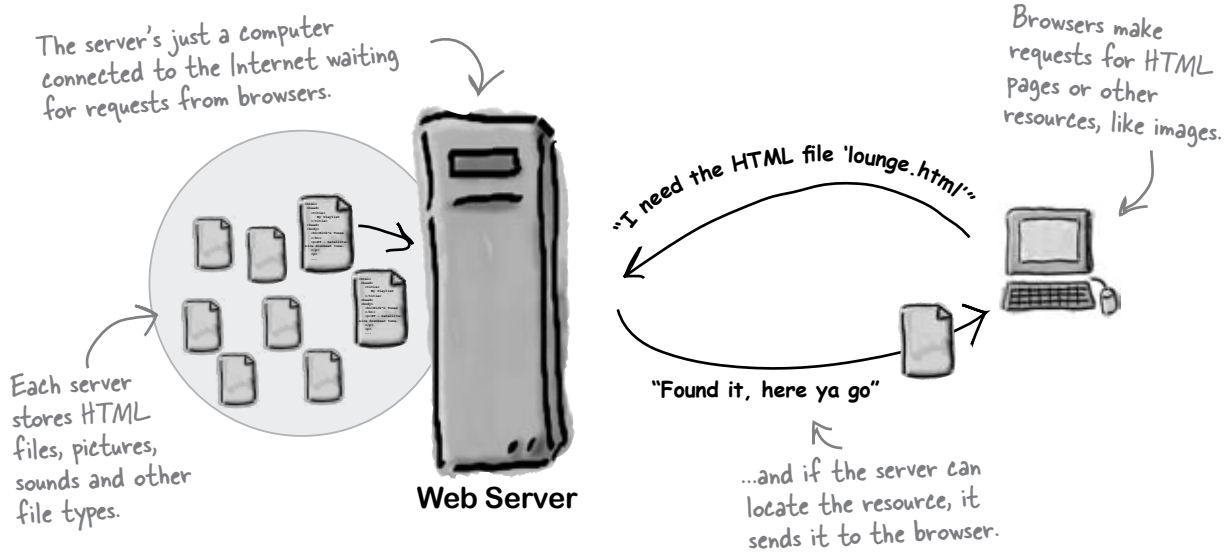 The server's just a computer
connected to the Internet waiting
for requests from browsers.
Browsers make
requests for HTML
pages or other
resources, like images.
“I need the HTML file ‘lounge.html’”
“Found it, here ya go”
Each server
stores HTML
files, pictures,
sounds and other
file types.
Web Server
...and if the server can
locate the resource, it
sends it to the browser.